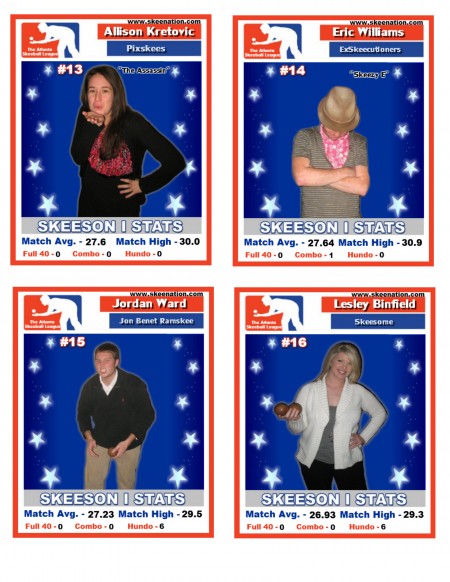 www.skeenation.com
Allison Kretovic
Pixskees
The Atlanta
Skeeball League
#13
"The Assassin"
SKEESON I STATS
Match Avg. - 27.6 Match High - 30.0
Full 40 - 0 Combo - 0 Hundo - 0
www.skeenation.com
Eric Williams
ExSkeecutioners
The Atlanta
Skeeball League
#14
"Skeezy E"
SKEESON I STATS
Match Avg. - 27.64 Match High - 30.9
Full 40 - 0 Combo - 1 Hundo - 0
www.skeenation.com
Jordan Ward
Jon Benet Ramskee
The Atlanta
Skeeball League
#15
SKEESON I STATS
Match Avg. - 27.23 Match High - 29.5
Full 40 - 0 Combo - 0 Hundo - 6
www.skeenation.com
Lesley Binfield
Skeesome
The Atlanta
Skeeball League
#16
SKEESON I STATS
Match Avg. - 26.93 Match High - 29.3
Full 40 - 0 Combo - 0 Hundo - 6